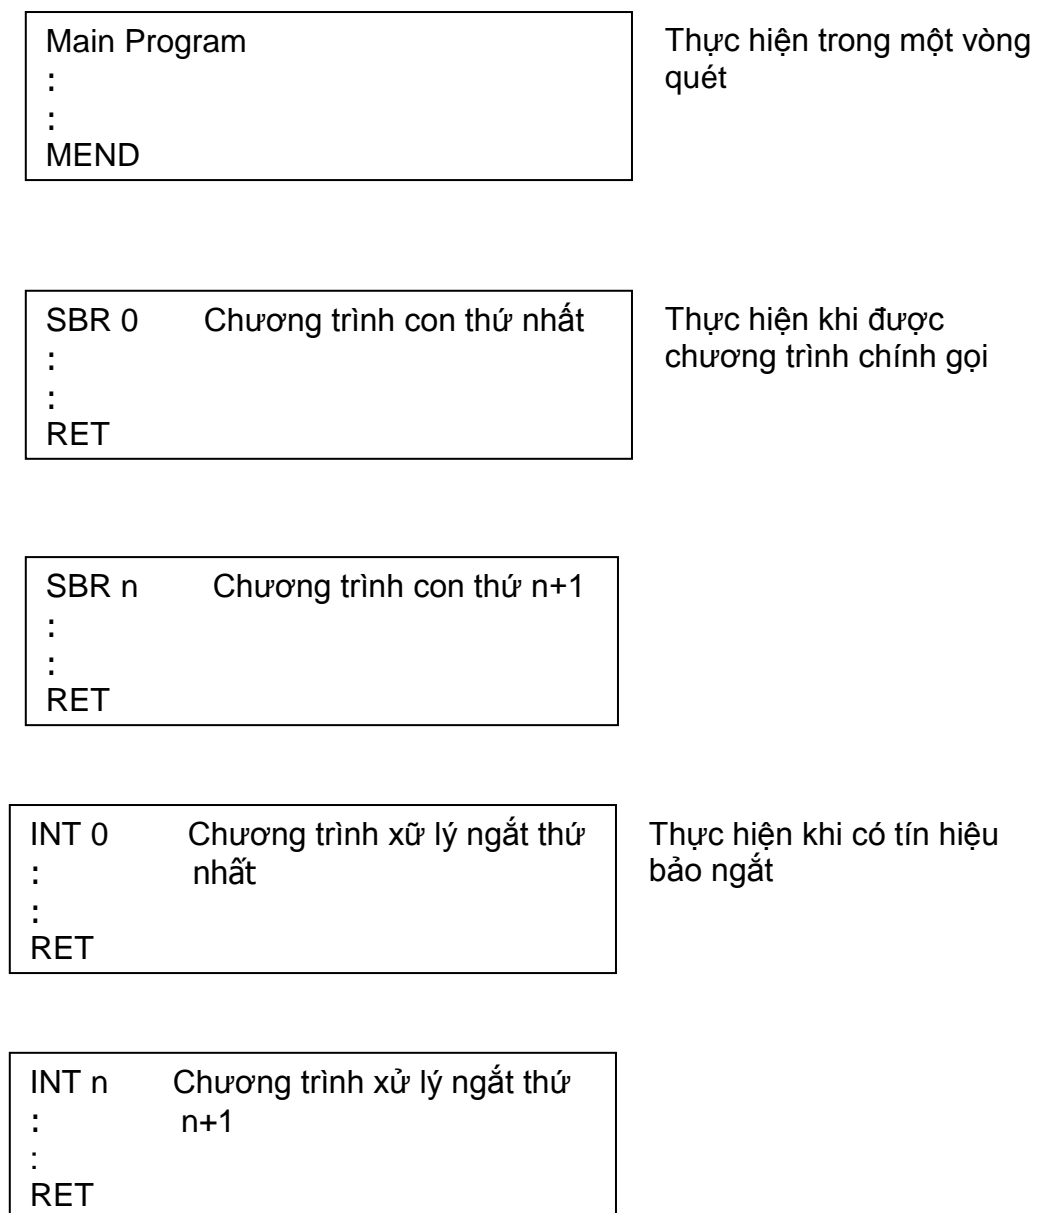 Main Program
:
:
MEND
Thực hiện trong một vòng
quét
SBR 0 Chương trình con thứ nhất
:
:
RET
Thực hiện khi được
chương trình chính gọi
SBR n Chương trình con thứ n+1
:
:
RET
INT 0 Chương trình xữ lý ngắt thứ
: nhất
:
RET
Thực hiện khi có tín hiệu
bảo ngắt
INT n Chương trình xử lý ngắt thứ
: n+1
:
RET